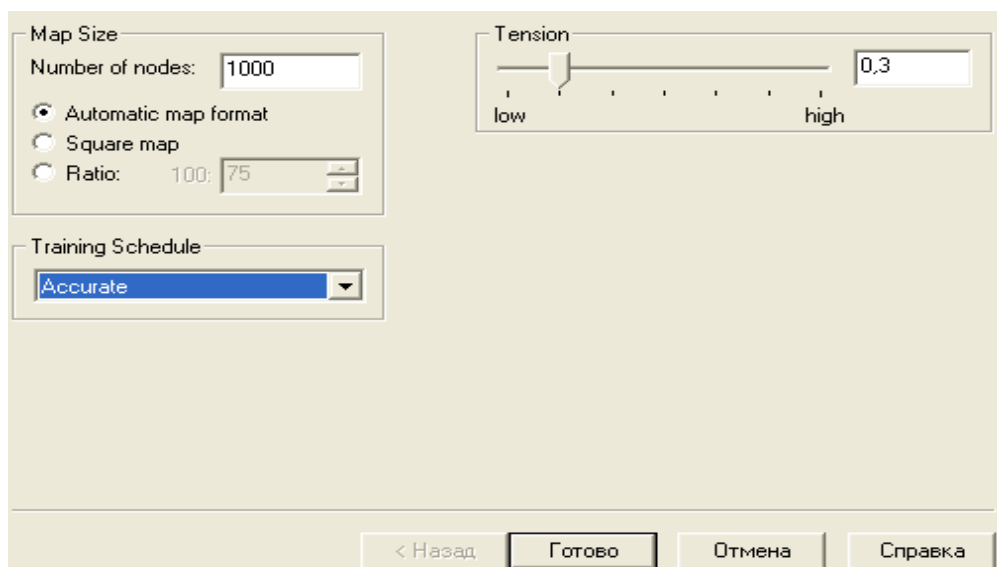 Map Size
Number of nodes: 1000
Automatic map format
Square map
Ratio: 100: 75
Training Schedule
Accurate
Tension
0,3
low high
< Назад Готово Отмена Справка